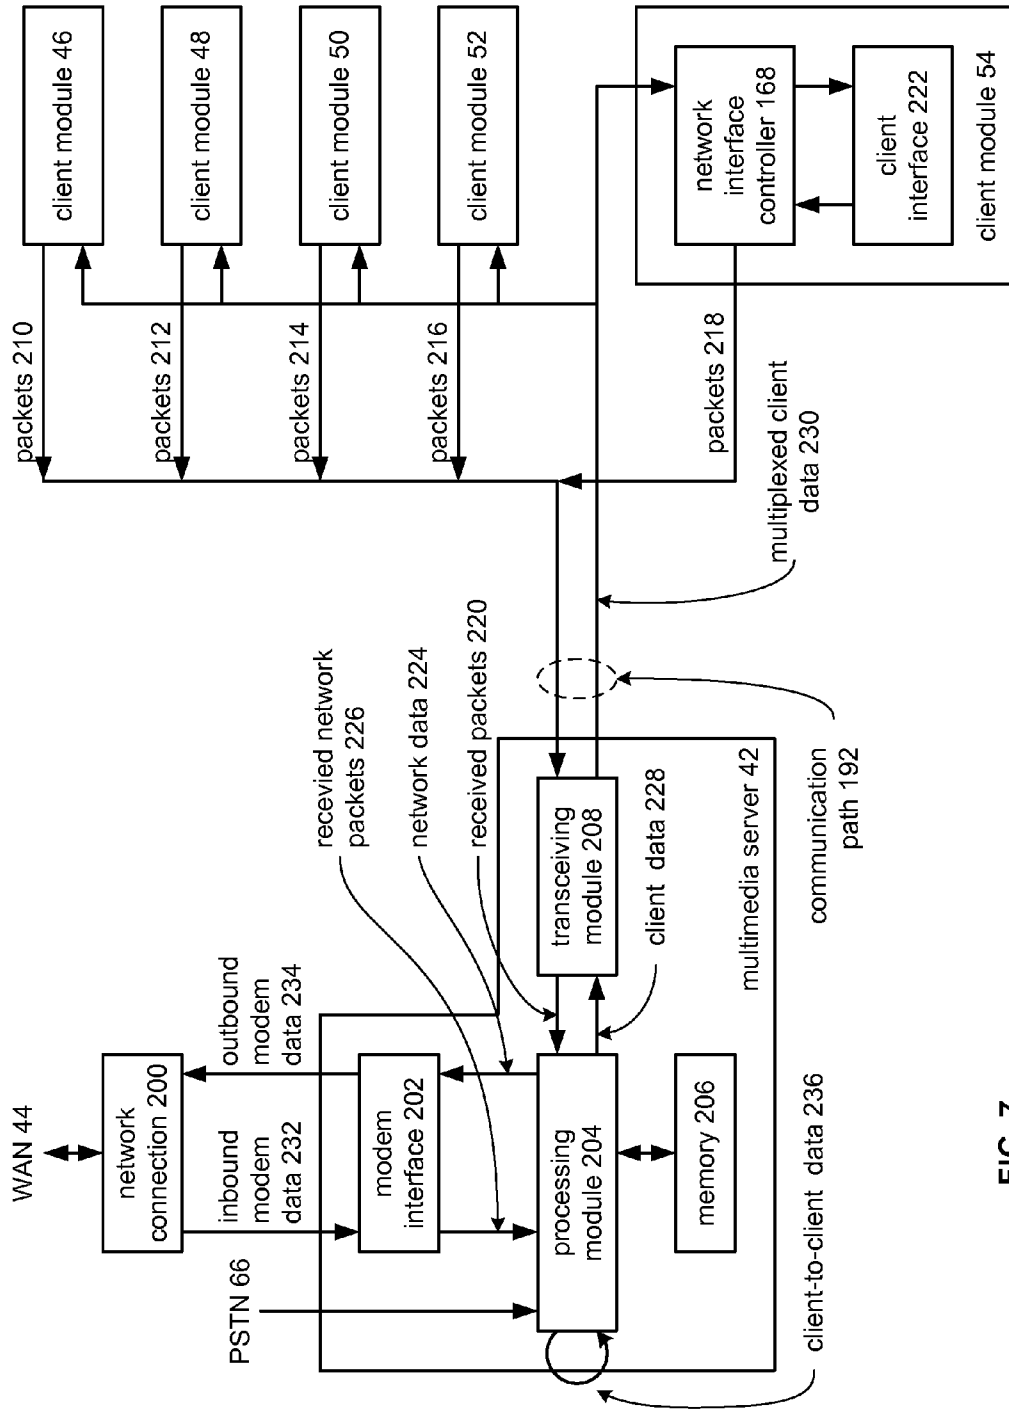 WAN 44
network
connection 200
inbound
modem
data 232
outbound
modem
data 234
PSTN 66
modem
interface 202
recevied network
packets 226
network data 224
received packets 220
processing
module 204
transceiving
module 208
client data 228
memory 206
multimedia server 42
client-to-client data 236
communication
path 192
multiplexed client
data 230
packets 210
packets 212
packets 214
packets 216
packets 218
client module 46
client module 48
client module 50
client module 52
network
interface
controller 168
client
interface 222
client module 54